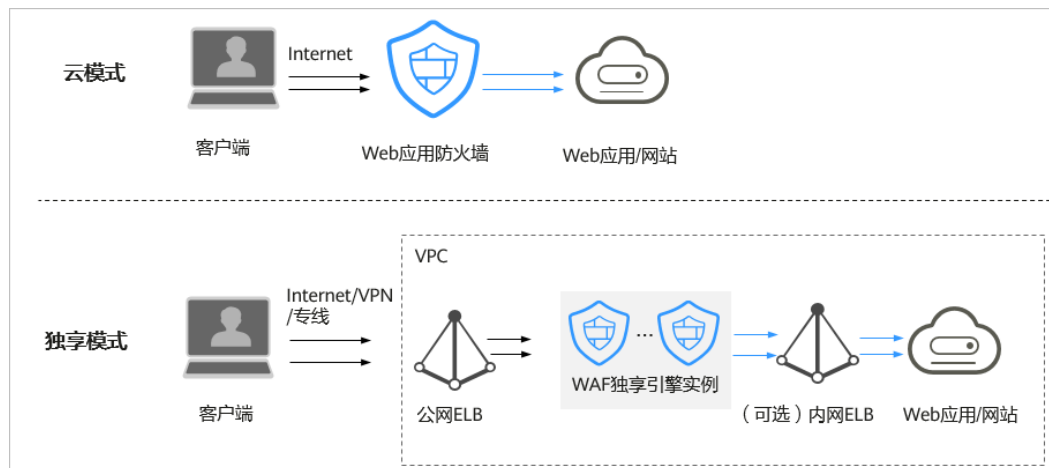 云模式
Internet
客户端
Web应用防火墙
Web应用/网站
独享模式
Internet/VPN
/专线
客户端
VPC
公网ELB
...
WAF独享引擎实例
（可选）内网ELB
Web应用/网站